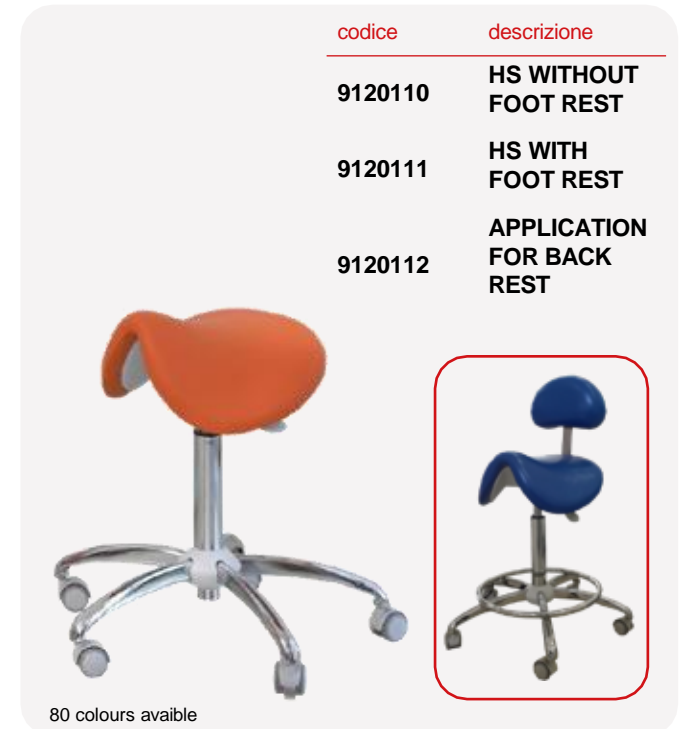 codice descrizione
9120110 HS WITHOUT
FOOT REST
9120111 HS WITH
FOOT REST
APPLICATION
9120112 FOR BACK
REST
80 colours avaible